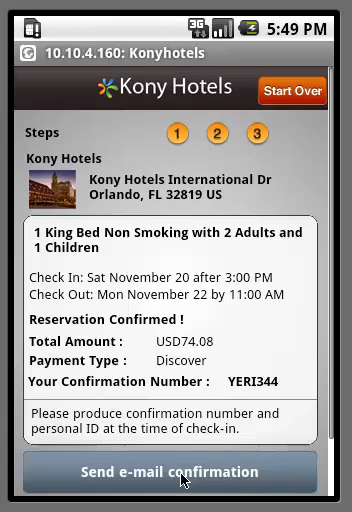 3G
5:49 PM
10.10.4.160: Konyhotels
Kony Hotels
Start Over
Steps
1 2 3
Kony Hotels
Kony Hotels International Dr
Orlando, FL 32819 US
1 King Bed Non Smoking with 2 Adults and
1 Children
Check In: Sat November 20 after 3:00 PM
Check Out: Mon November 22 by 11:00 AM
Reservation Confirmed !
Total Amount : USD74.08
Payment Type : Discover
Your Confirmation Number : YERI344
Please produce confirmation number and
personal ID at the time of check-in.
Send e-mail confirmation